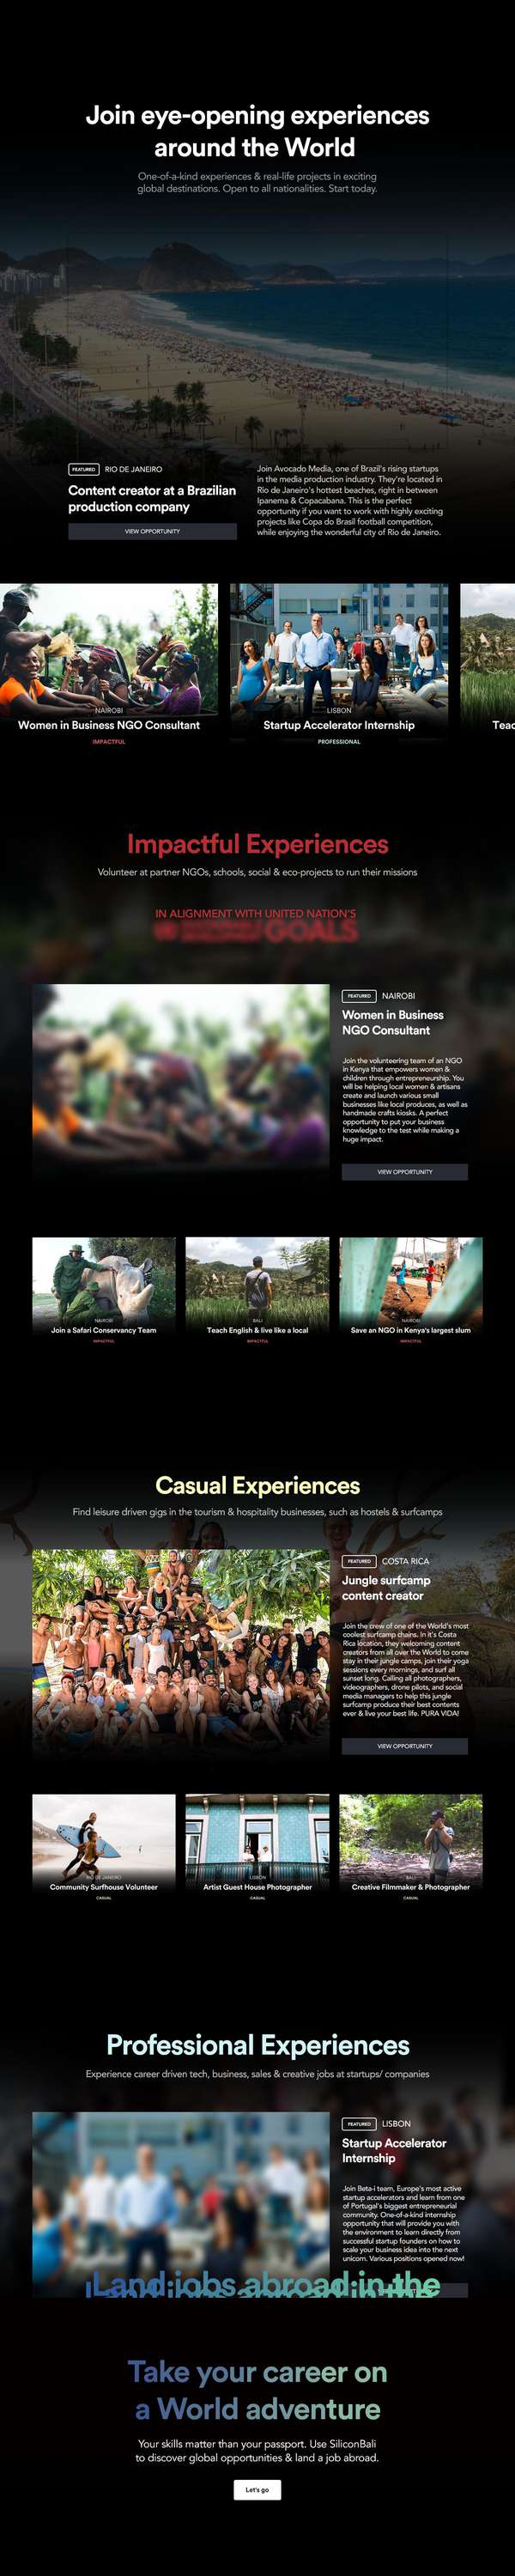 Join eye-opening experiences
around the World
One-of-a-kind experiences & real-life projects in exciting
global destinations. Open to all nationalities. Start today.
FEATURED RIO DE JANEIRO
Content creator at a Brazilian
production company
VIEW OPPORTUNITY
Join Avocado Media, one of Brazil's rising startups
in the media production industry. They're located in
Rio de Janeiro's hottest beaches, right in between
Ipanema & Copacabana. This is the perfect
opportunity if you want to work with highly exciting
projects like Copa do Brasil football competition,
while enjoying the wonderful city of Rio de Janeiro.
NAIROBI
Women in Business NGO Consultant
IMPACTFUL
LISBON
Startup Accelerator Internship
PROFESSIONAL
Teac
Impactful Experiences
Volunteer at partner NGOs, schools, social & eco-projects to run their missions
IN ALIGNMENT WITH UNITED NATION'S
GOALS
FEATURED NAIROBI
Women in Business
NGO Consultant
Join the volunteering team of an NGO
in Kenya that empowers women &
children through entrepreneurship. You
will be helping local women & artisans
create and launch various small
businesses like local produces, as well as
handmade crafts kiosks. A perfect
opportunity to put your business
knowledge to the test while making a
huge impact.
VIEW OPPORTUNITY
NAIROBI
Join a Safari Conservancy Team
IMPACTFUL
BALI
Teach English & live like a local
IMPACTFUL
NAIROBI
Save an NGO in Kenya's largest slum
IMPACTFUL
Casual Experiences
Find leisure driven gigs in the tourism & hospitality businesses, such as hostels & surfcamps
FEATURED COSTA RICA
Jungle surfcamp
content creator
Join the crew of one of the World's most
coolest surfcamp chains. In it's Costa
Rica location, they welcoming content
creators from all over the World to come
stay in their jungle camps, join their yoga
sessions every mornings, and surf all
sunset long. Calling all photographers,
videographers, drone pilots, and social
media managers to help this jungle
surfcamp produce their best contents
ever & live your best life. PURA VIDA!
VIEW OPPORTUNITY
RIO DE JANEIRO
Community Surfhouse Volunteer
CASUAL
LISBON
Artist Guest House Photographer
CASUAL
BALI
Creative Filmmaker & Photographer
CASUAL
Professional Experiences
Experience career driven tech, business, sales & creative jobs at startups/ companies
FEATURED LISBON
Startup Accelerator
Internship
Join Beta-i team, Europe's most active
startup accelerators and learn from one
of Portugal's biggest entrepreneurial
community. One-of-a-kind internship
opportunity that will provide you with
the environment to learn directly from
successful startup founders on how to
scale your business idea into the next
unicorn. Various positions opened now!
Land jobs abroad in the
Take your career on
a World adventure
Your skills matter than your passport. Use SiliconBali
to discover global opportunities & land a job abroad.
Let's go